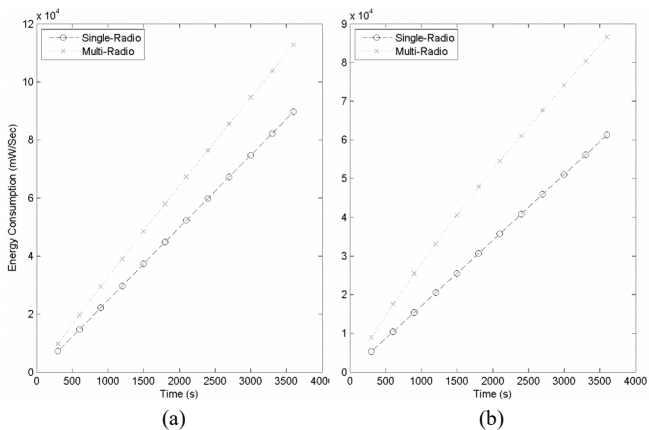 12
x 10^4
Single-Radio
Multi-Radio
10
8
6
4
2
0
Energy Consumption (mW/Sec)
0 500 1000 1500 2000 2500 3000 3500 400
Time (s)
(a)
9
x 10^4
Single-Radio
Multi-Radio
8
7
6
5
4
3
2
1
0
0 500 1000 1500 2000 2500 3000 3500 4000
Time (s)
(b)